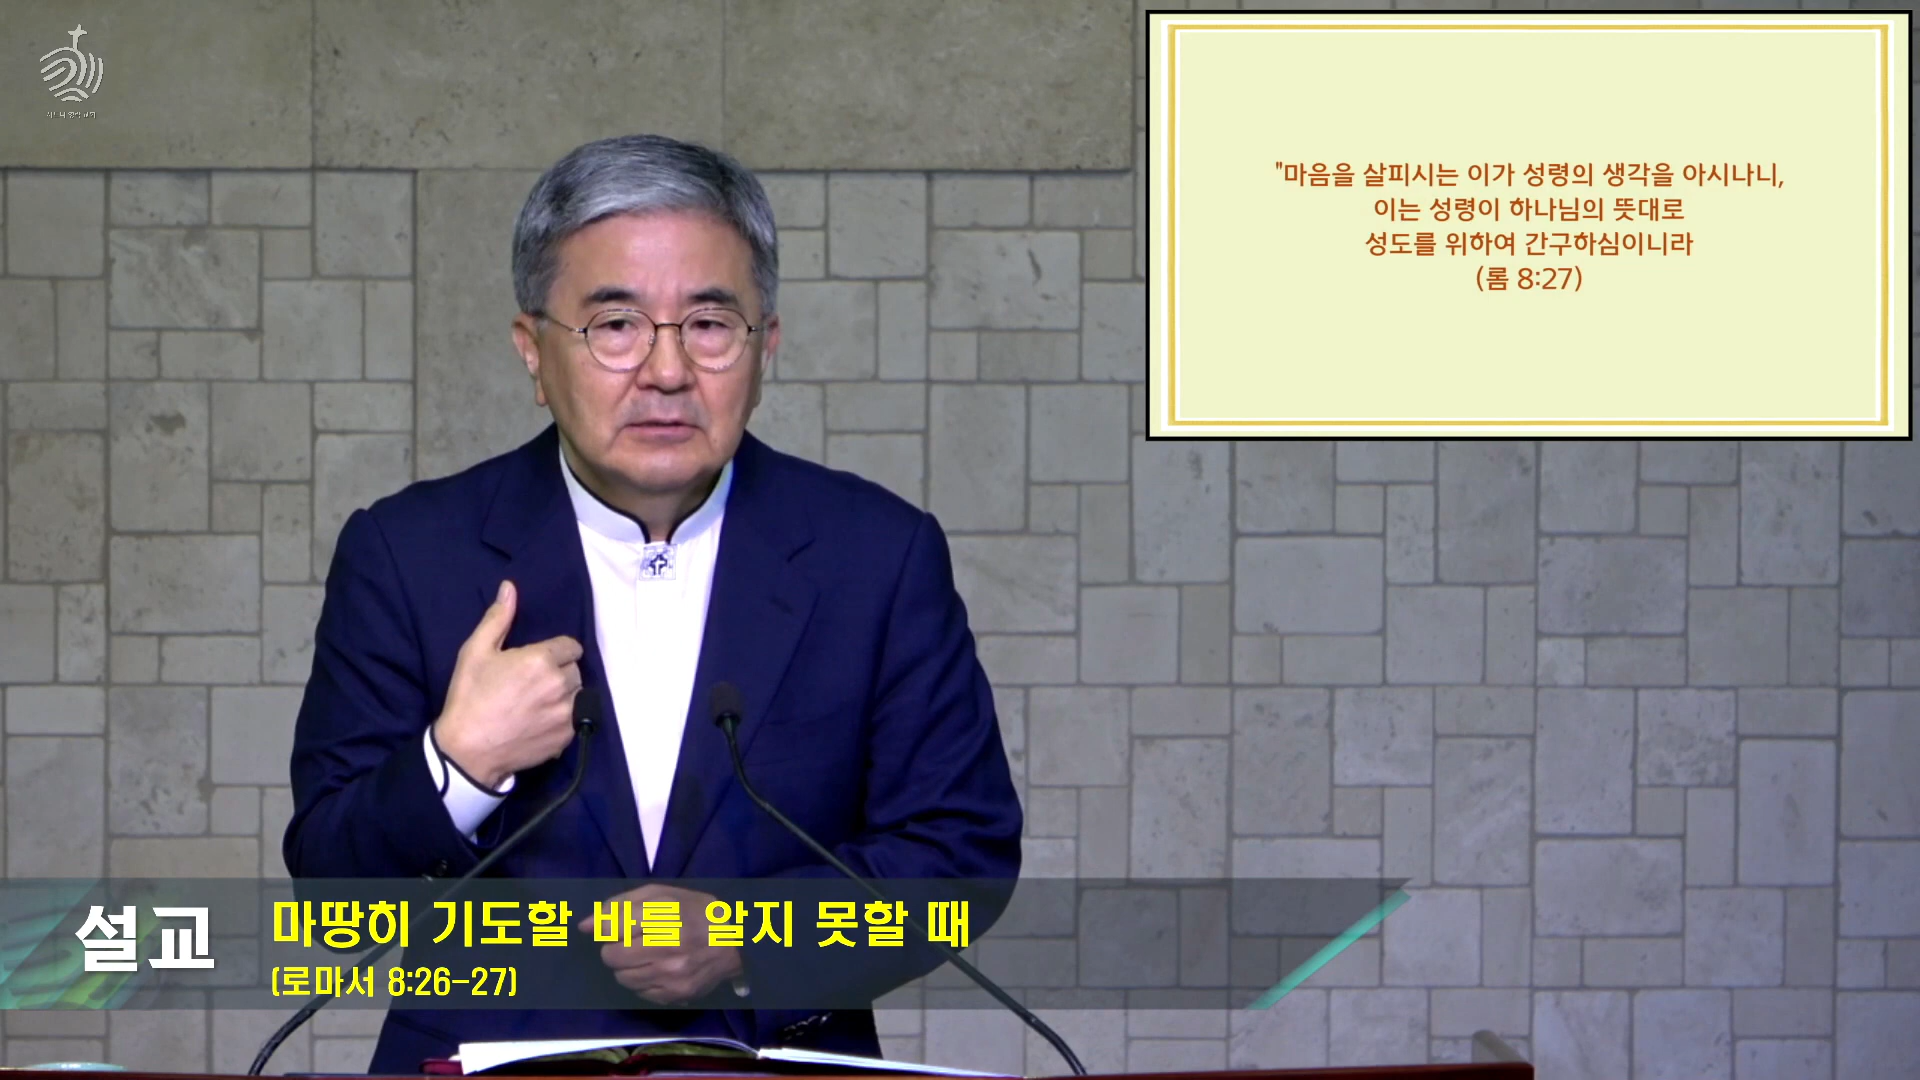 "마음을 살피시는 이가 성령의 생각을 아시나니,
이는 성령이 하나님의 뜻대로
성도를 위하여 간구하심이니라
(롬 8:27)
설교
마땅히 기도할 바를 알지 못할 때
(로마서 8:26-27)